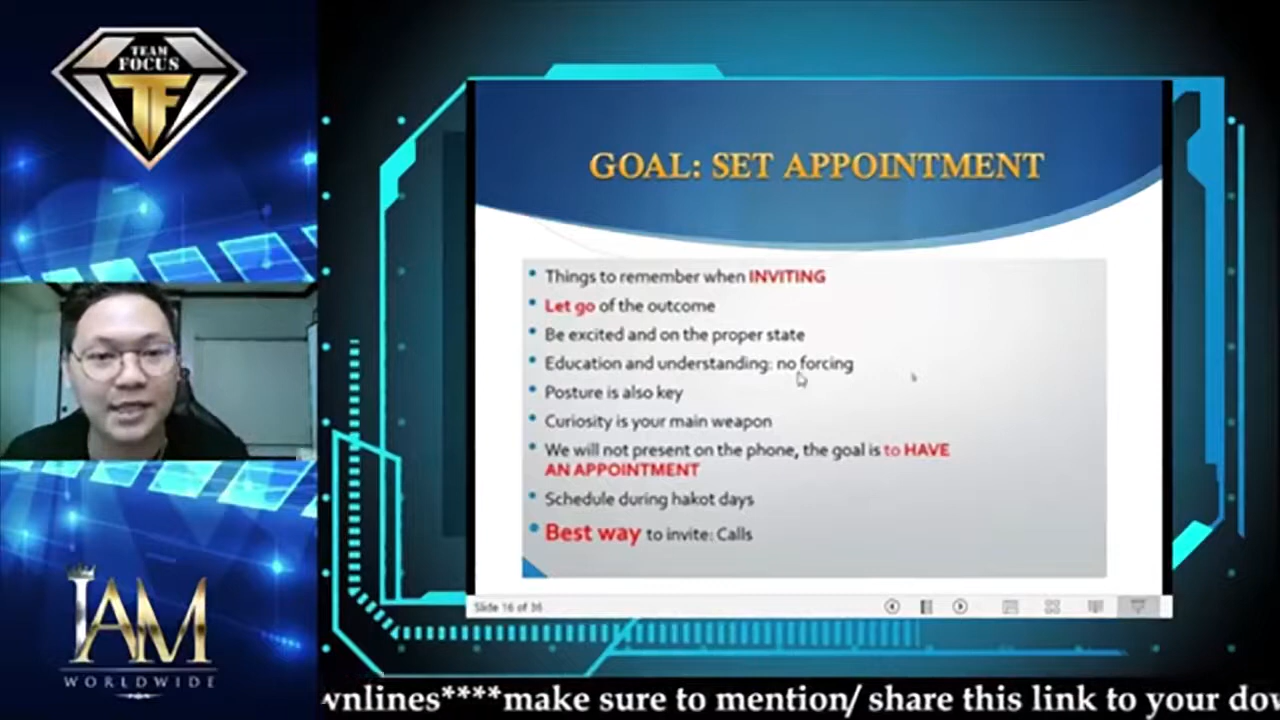 TEAM
FOCUS
TF
GOAL: SET APPOINTMENT
Things to remember when INVITING
Let go of the outcome
Be excited and on the proper state
Education and understanding: no forcing
Posture is also key
Curiosity is your main weapon
We will not present on the phone, the goal is to HAVE
AN APPOINTMENT
Schedule during hakot days
Best way to invite: Calls
Slide 16 of 36
IAM
WORLDWIDE
wnlines****make sure to mention/ share this link to your dow